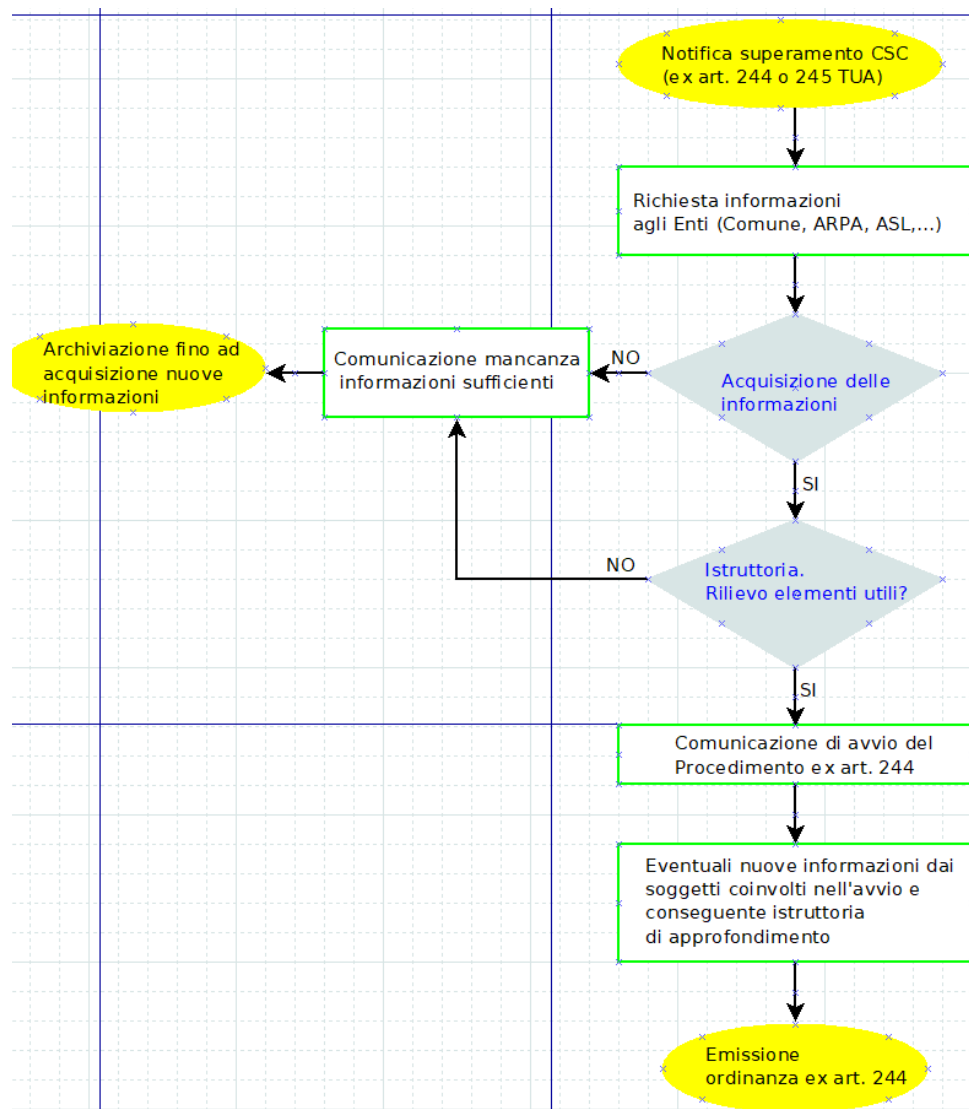 Notifica superamento CSC
(ex art. 244 o 245 TUA)
Richiesta informazioni
agli Enti (Comune, ARPA, ASL,...)
Archiviazione fino ad
acquisizione nuove
informazioni
Comunicazione mancanza
informazioni sufficienti
NO
Acquisizione delle
informazioni
SI
NO
Istruttoria.
Rilievo elementi utili?
SI
Comunicazione di avvio del
Procedimento ex art. 244
Eventuali nuove informazioni dai
soggetti coinvolti nell'avvio e
conseguente istruttoria
di approfondimento
Emissione
ordinanza ex art. 244